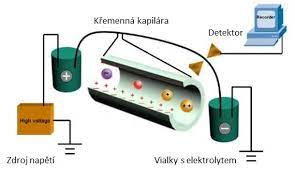 Křemenná kapilára
Detektor
Recorder
High voltage
Zdroj napětí
Vialky s elektrolytem